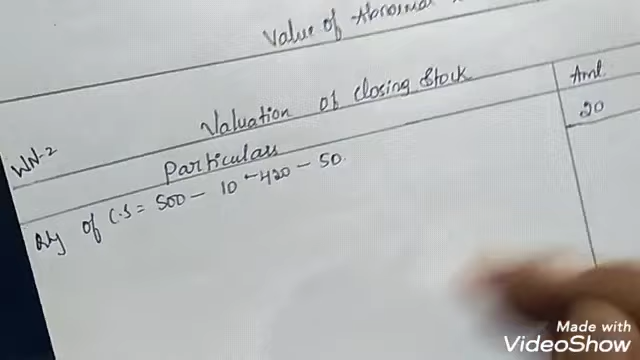 Value of Abnormal
WN-2
Valuation of Closing Stock
Particulars
Amt
Qty of C.S = 500 - 10 - 420 - 50.
20
Made with
VideoShow